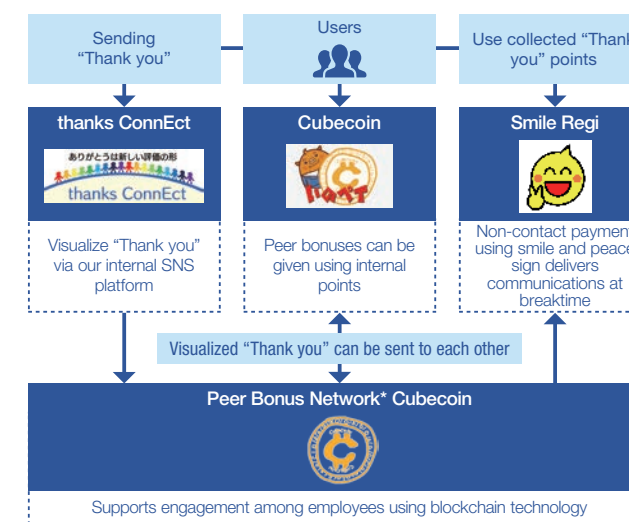 Sending
“Thank you”
Users
Use collected “Thank
you” points
thanks ConnEct
ありがとうは新しい評価の形
thanks ConnEct
Visualize “Thank you”
via our internal SNS
platform
Cubecoin
Peer bonuses can be
given using internal
points
Smile Regi
Non-contact payment
using smile and peace
sign delivers
communications at
breaktime
Visualized “Thank you” can be sent to each other
Peer Bonus Network* Cubecoin
Supports engagement among employees using blockchain technology